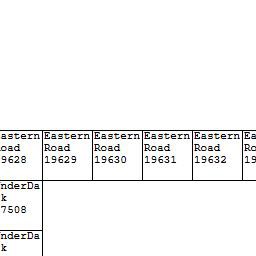 astern Eastern Eastern Eastern Eastern Ea
oad Road Road Road Road Ro
9628 19629 19630 19631 19632 19
nderDa
k
7508
nderDa
k